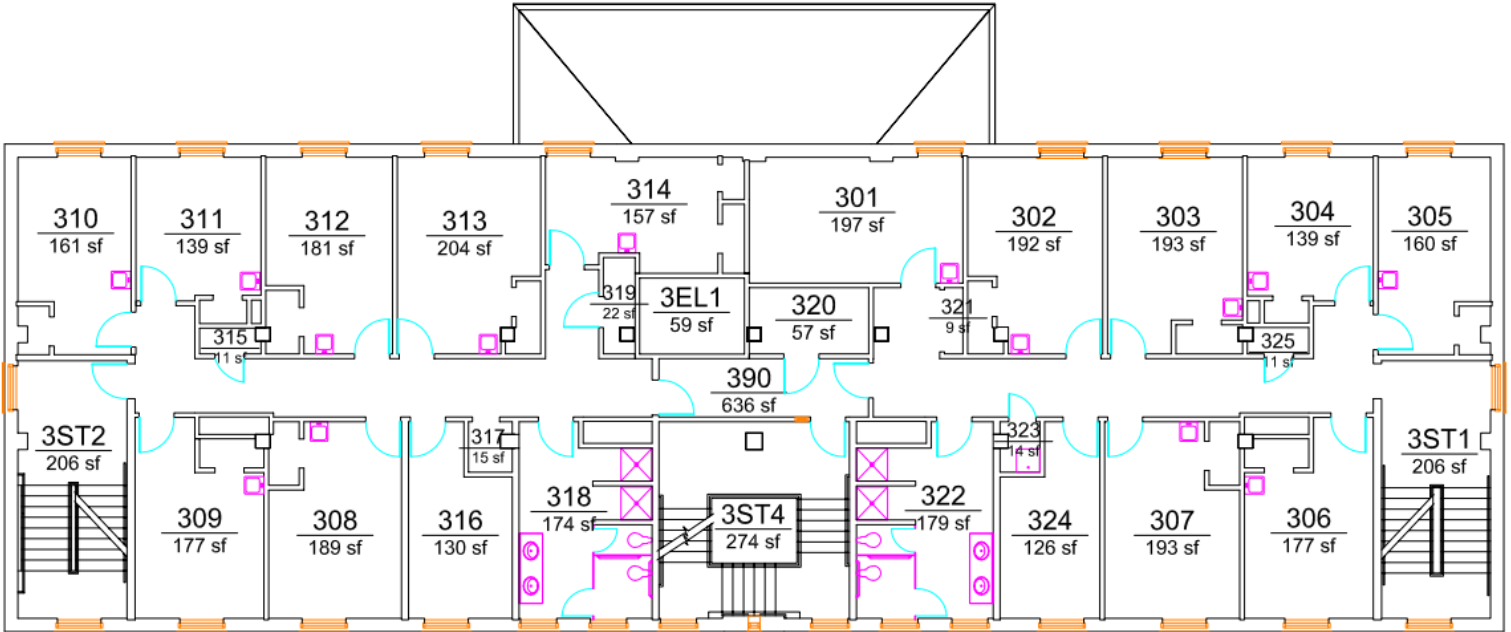 314
157 sf
301
197 sf
310
161 sf
311
139 sf
312
181 sf
313
204 sf
302
192 sf
303
193 sf
304
139 sf
305
160 sf
319
22 sf
3EL1
59 sf
320
57 sf
321
9 sf
315
11 sf
325
11 sf
390
636 sf
3ST2
206 sf
317
15 sf
323
14 sf
3ST1
206 sf
309
177 sf
308
189 sf
316
130 sf
318
174 sf
3ST4
274 sf
322
179 sf
324
126 sf
307
193 sf
306
177 sf